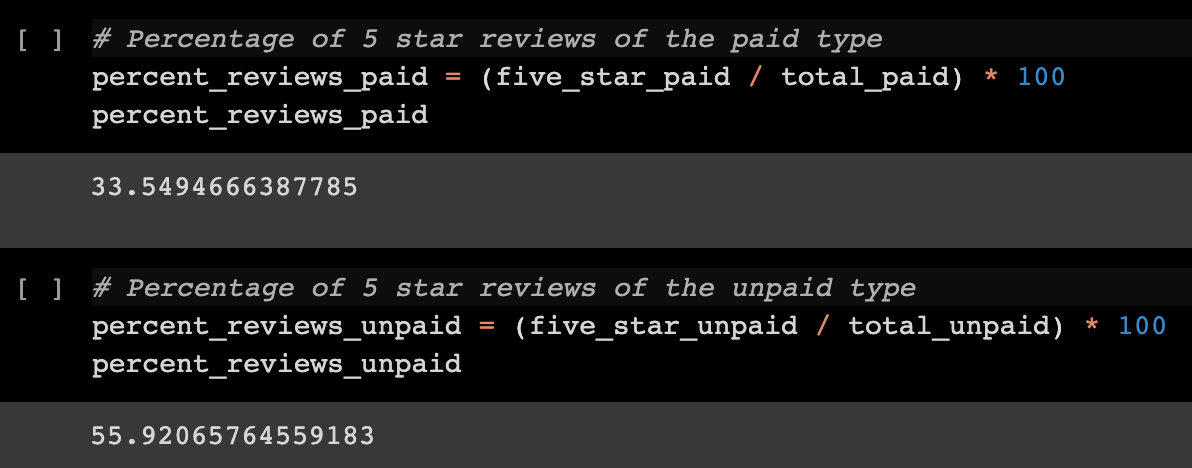 [ ] # Percentage of 5 star reviews of the paid type
percent_reviews_paid = (five_star_paid / total_paid) * 100
percent_reviews_paid
33.5494666387785
[ ] # Percentage of 5 star reviews of the unpaid type
percent_reviews_unpaid = (five_star_unpaid / total_unpaid) * 100
percent_reviews_unpaid
55.92065764559183